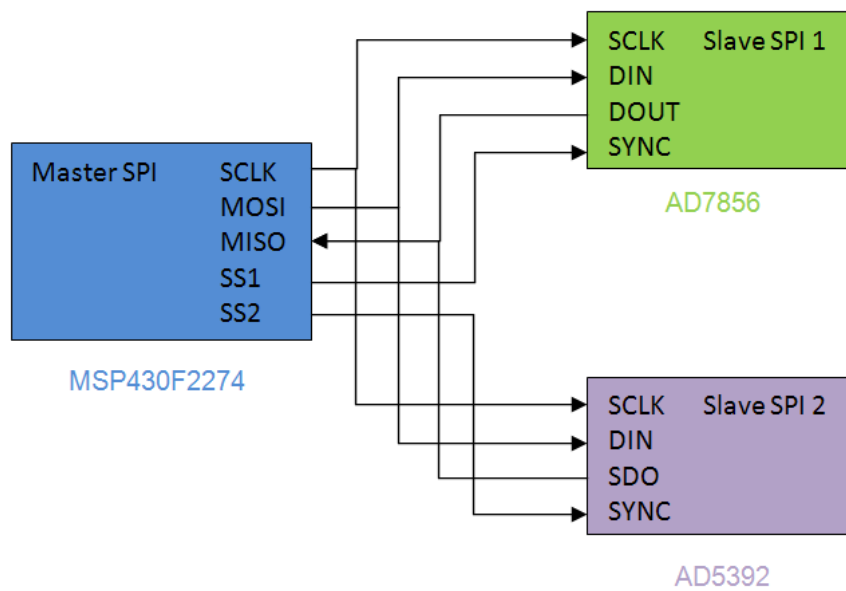 Master SPI SCLK
MOSI
MISO
SS1
SS2
MSP430F2274
SCLK Slave SPI 1
DIN
DOUT
SYNC
AD7856
SCLK Slave SPI 2
DIN
SDO
SYNC
AD5392